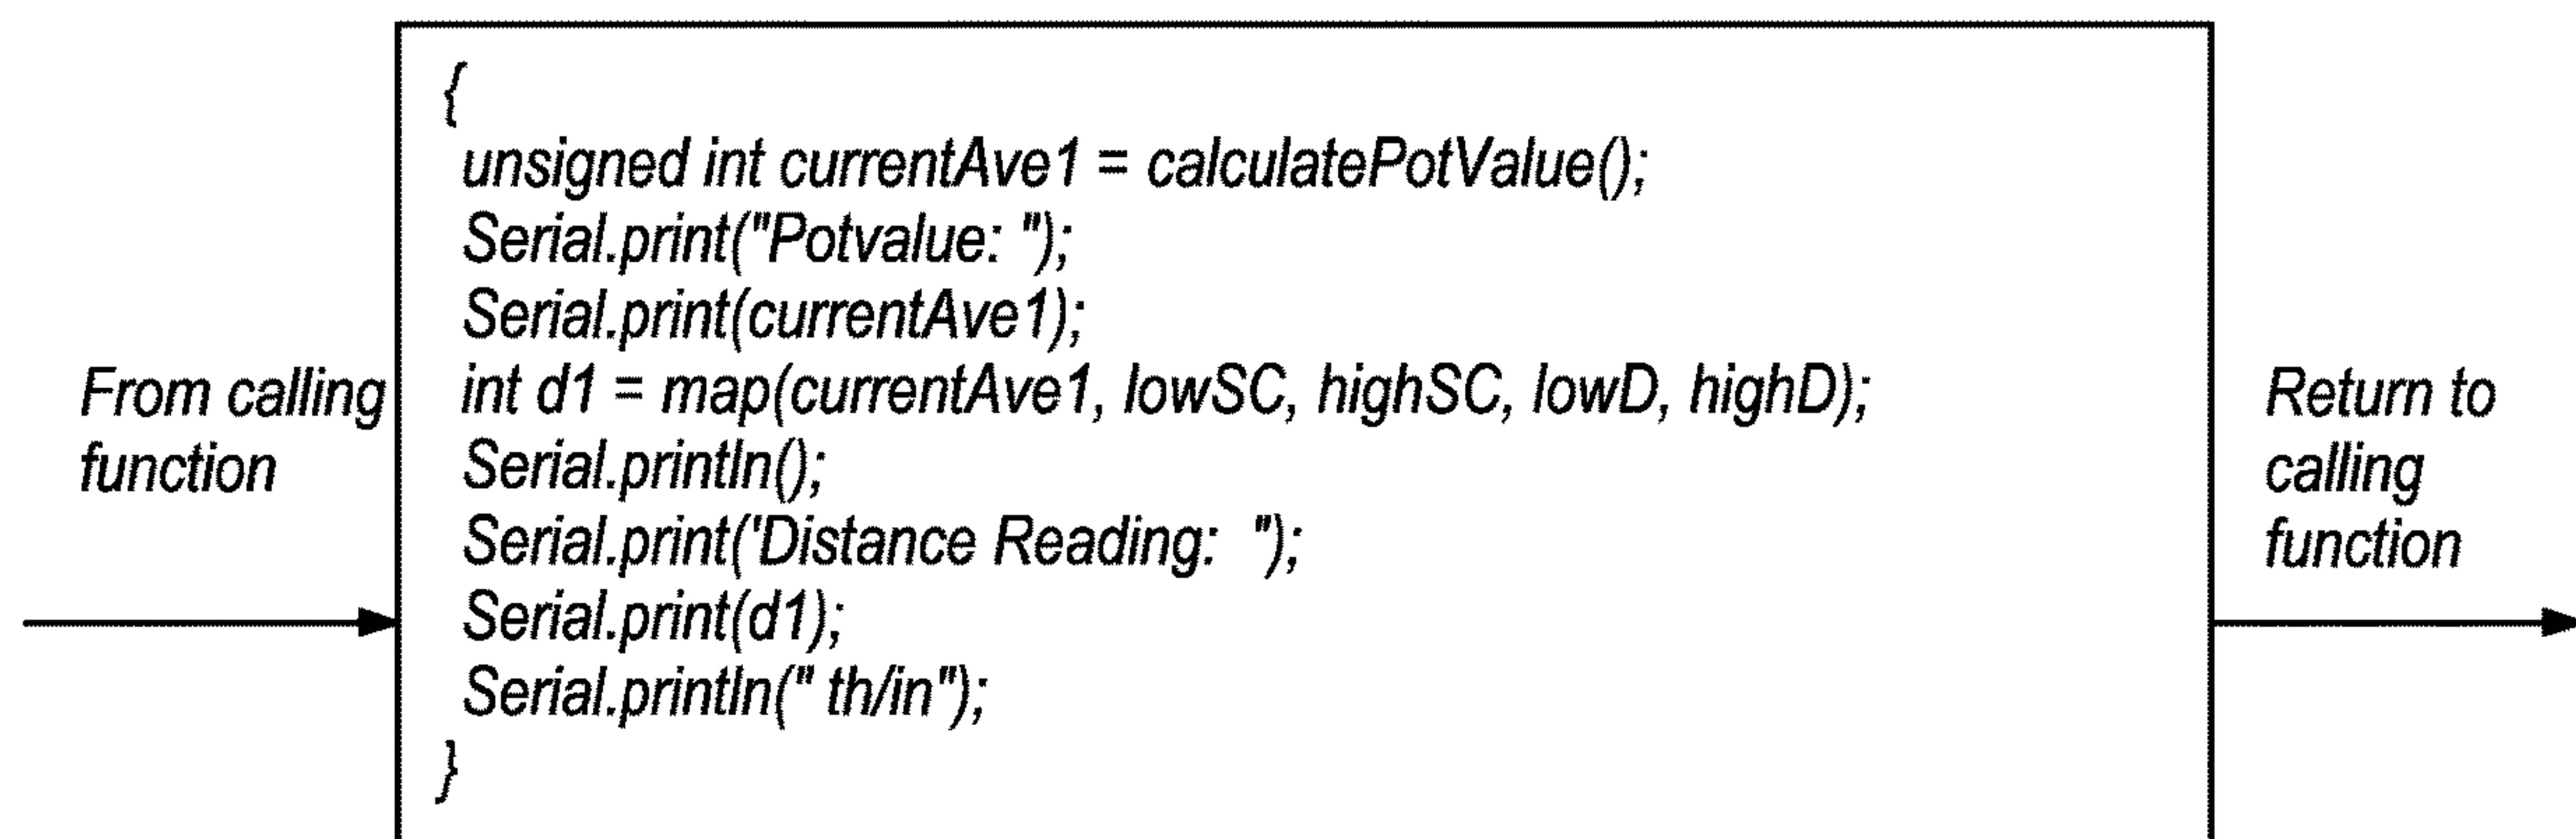 From calling
function
{
unsigned int currentAve1 = calculatePotValue();
Serial.print("Potvalue: ");
Serial.print(currentAve1);
int d1 = map(currentAve1, lowSC, highSC, lowD, highD);
Serial.println();
Serial.print('Distance Reading:  ");
Serial.print(d1);
Serial.println(" th/in");
}
Return to
calling
function